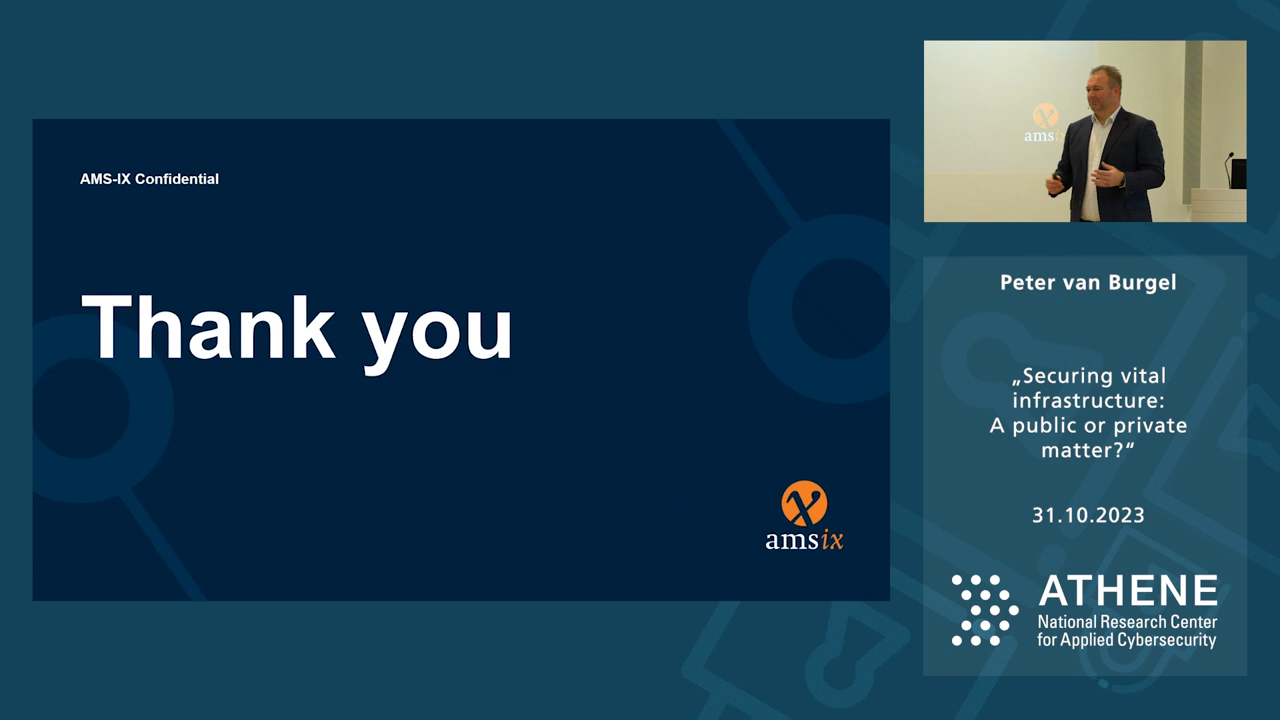 AMS-IX Confidential
Thank you
amsix
amsix
Peter van Burgel
„Securing vital
infrastructure:
A public or private
matter?“
31.10.2023
ATHENE
National Research Center
for Applied Cybersecurity